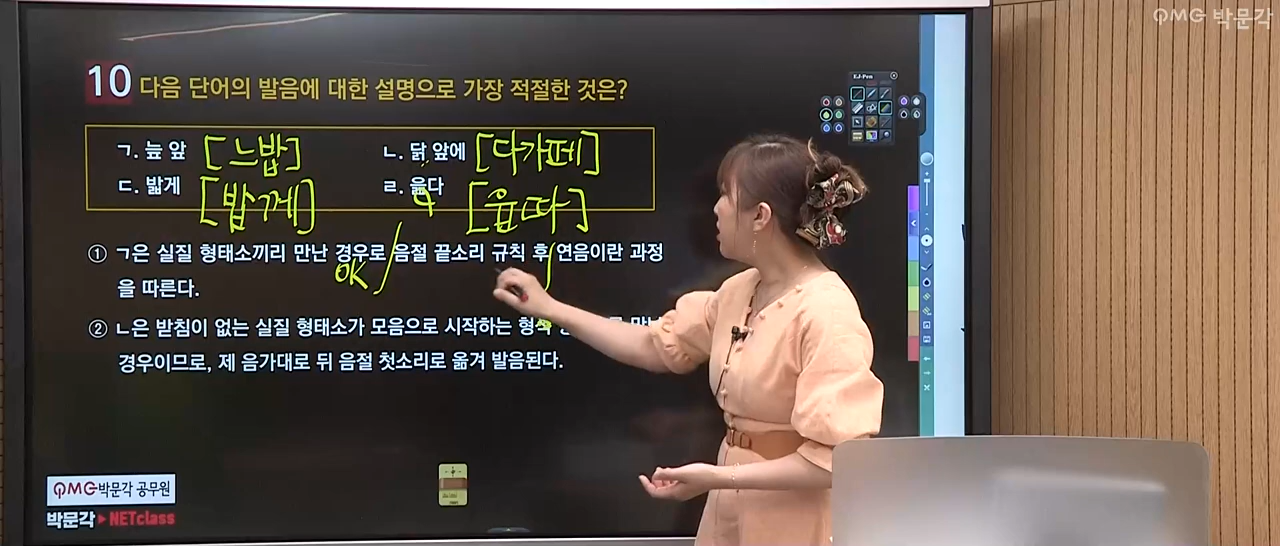 PMG 박문각
EJ-Pen
10 다음 단어의 발음에 대한 설명으로 가장 적절한 것은?
ㄱ. 늪 앞 [느밥] ㄴ. 닭 앞에 [다가페]
ㄷ. 밟게 [밥:께] ㄹ. 읊다 [읍따]
① ㄱ은 실질 형태소끼리 만난 경우로 음절 끝소리 규칙 후 연음이란 과정
을 따른다.
OK
② ㄴ은 받침이 없는 실질 형태소가 모음으로 시작하는 형식
경우이므로, 제 음가대로 뒤 음절 첫소리로 옮겨 발음된다.
PMG 박문각 공무원
박문각 ▶ NETclass